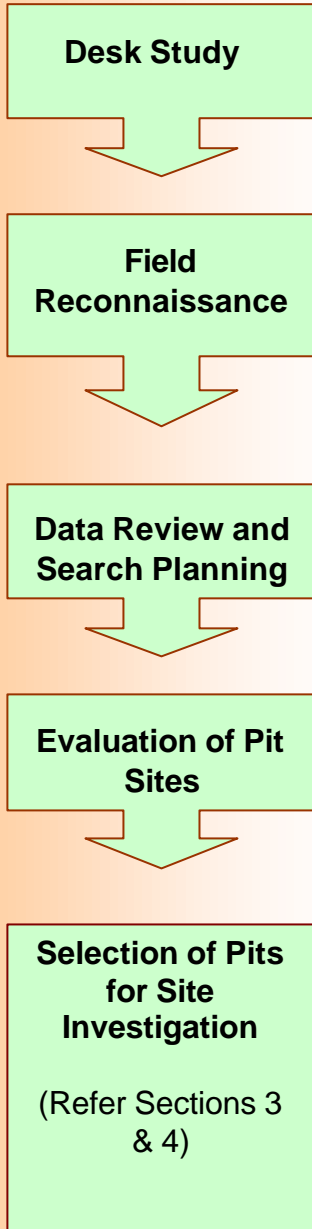 Desk Study
Field
Reconnaissance
Data Review and
Search Planning
Evaluation of Pit
Sites
Selection of Pits
for Site
Investigation
(Refer Sections 3
& 4)